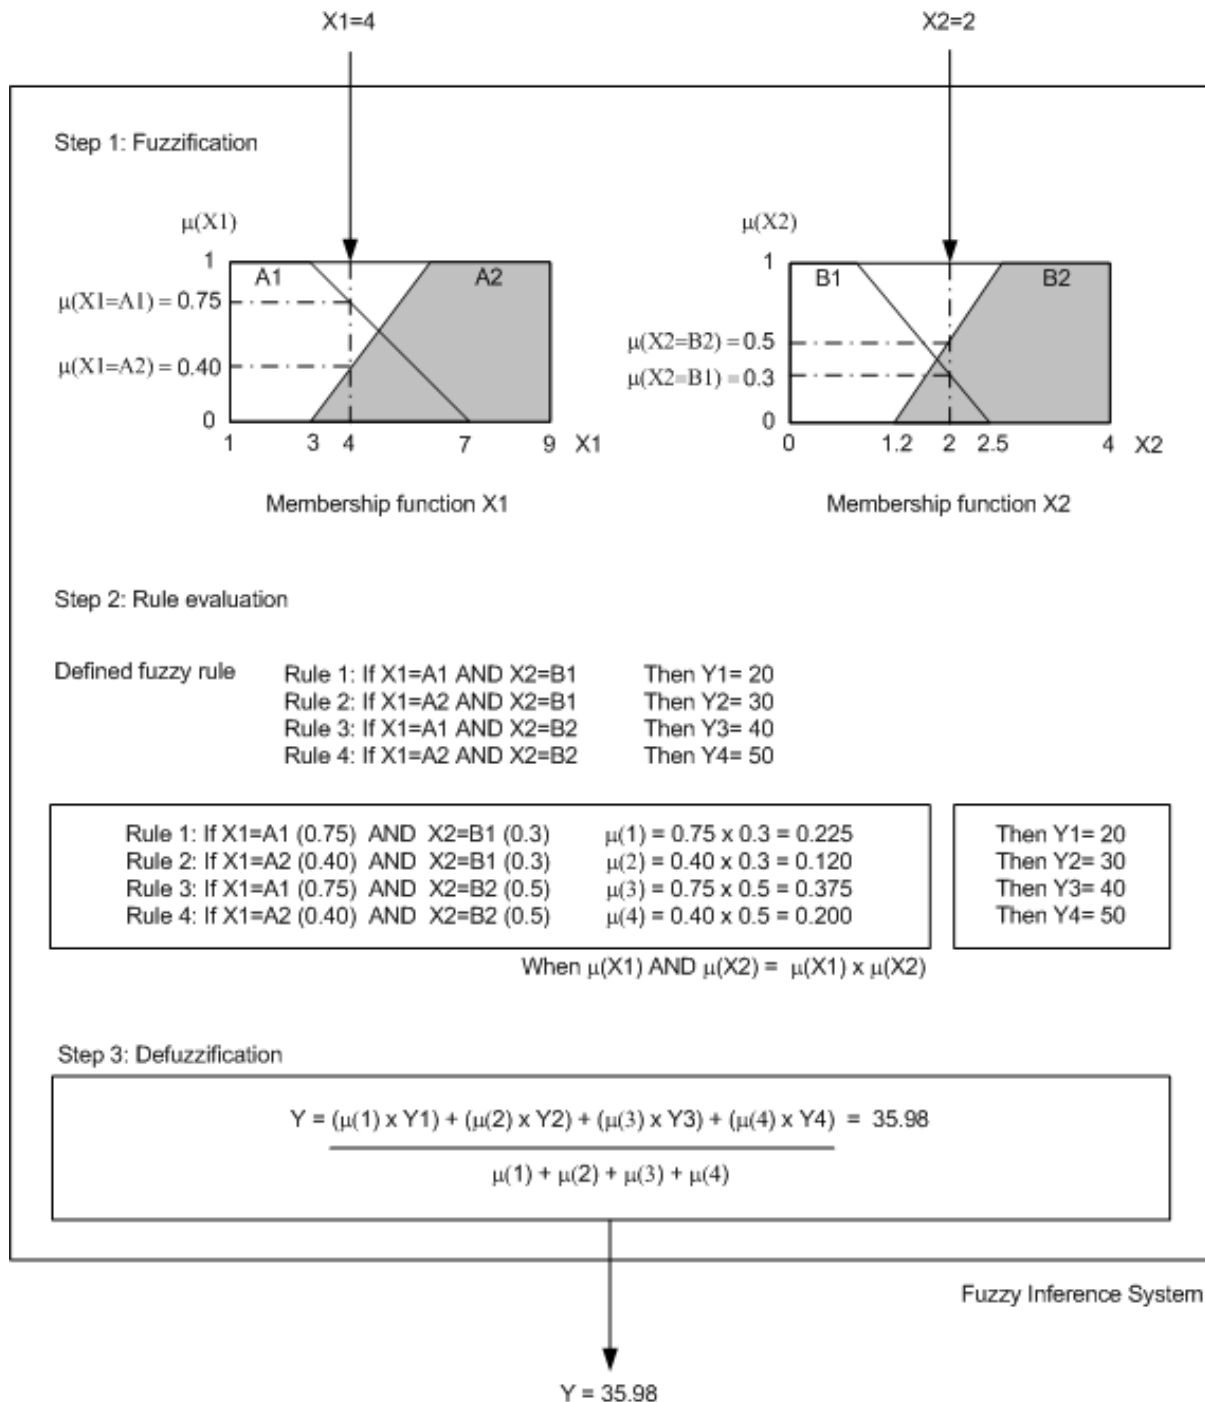 X1=4
X2=2
Step 1: Fuzzification
μ(X1)
1
A1
A2
μ(X1=A1) = 0.75
μ(X1=A2) = 0.40
0
1 3 4 7 9 X1
Membership function X1
μ(X2)
1
B1
B2
μ(X2=B2) = 0.5
μ(X2=B1) = 0.3
0
0 1.2 2 2.5 4 X2
Membership function X2
Step 2: Rule evaluation
Defined fuzzy rule
Rule 1: If X1=A1 AND X2=B1 Then Y1= 20
Rule 2: If X1=A2 AND X2=B1 Then Y2= 30
Rule 3: If X1=A1 AND X2=B2 Then Y3= 40
Rule 4: If X1=A2 AND X2=B2 Then Y4= 50
Rule 1: If X1=A1 (0.75) AND X2=B1 (0.3) μ(1) = 0.75 x 0.3 = 0.225 Then Y1= 20
Rule 2: If X1=A2 (0.40) AND X2=B1 (0.3) μ(2) = 0.40 x 0.3 = 0.120 Then Y2= 30
Rule 3: If X1=A1 (0.75) AND X2=B2 (0.5) μ(3) = 0.75 x 0.5 = 0.375 Then Y3= 40
Rule 4: If X1=A2 (0.40) AND X2=B2 (0.5) μ(4) = 0.40 x 0.5 = 0.200 Then Y4= 50
When μ(X1) AND μ(X2) = μ(X1) x μ(X2)
Step 3: Defuzzification
Y = (μ(1) x Y1) + (μ(2) x Y2) + (μ(3) x Y3) + (μ(4) x Y4) = 35.98
μ(1) + μ(2) + μ(3) + μ(4)
Fuzzy Inference System
Y = 35.98